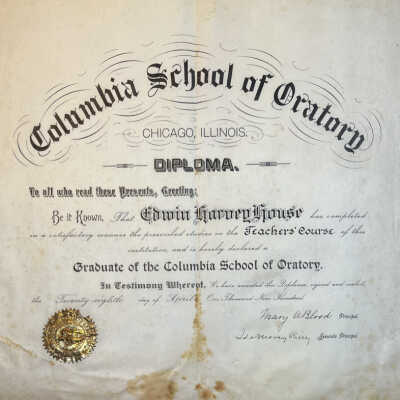 Columbia School of Oratory
CHICAGO, ILLINOIS.
DIPLOMA.
To all who read these Presents, Greeting:
Be it Known, That Edwin Harvey House has completed
in a satisfactory manner the prescribed studies in the Teachers' Course of this
institution, and is hereby declared a
Graduate of the Columbia School of Oratory.
In Testimony Whereof, We have awarded this Diploma, signed and sealed,
the Twenty-eighth day of April One Thousand Nine Hundred.
Mary A Blood Principal
Ida Morey Riley Principal